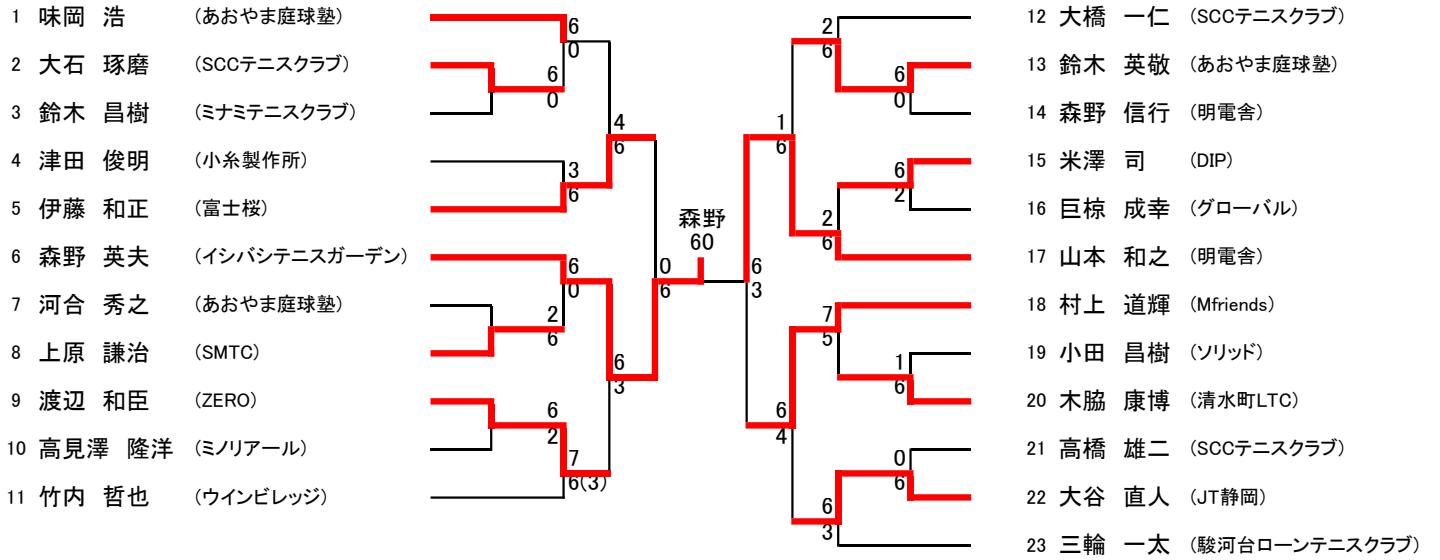 1 味岡 浩 (あおやま庭球塾)
2 大石 琢磨 (SCCテニスクラブ)
3 鈴木 昌樹 (ミナミテニスクラブ)
4 津田 俊明 (小糸製作所)
5 伊藤 和正 (富士桜)
6 森野 英夫 (イシバシテニスガーデン)
7 河合 秀之 (あおやま庭球塾)
8 上原 謙治 (SMTC)
9 渡辺 和臣 (ZERO)
10 高見澤 隆洋 (ミノリアール)
11 竹内 哲也 (ウインビレッジ)
6
0
6
0
4
6
3
6
6
0
2
6
6
3
6
2
7
6(3)
0
6
森野
60
6
3
2
6
6
0
1
6
6
2
2
6
7
5
1
6
6
4
0
6
6
3
12 大橋 一仁 (SCCテニスクラブ)
13 鈴木 英敬 (あおやま庭球塾)
14 森野 信行 (明電舎)
15 米澤 司 (DIP)
16 巨椋 成幸 (グローバル)
17 山本 和之 (明電舎)
18 村上 道輝 (Mfriends)
19 小田 昌樹 (ソリッド)
20 木脇 康博 (清水町LTC)
21 高橋 雄二 (SCCテニスクラブ)
22 大谷 直人 (JT静岡)
23 三輪 一太 (駿河台ローンテニスクラブ)